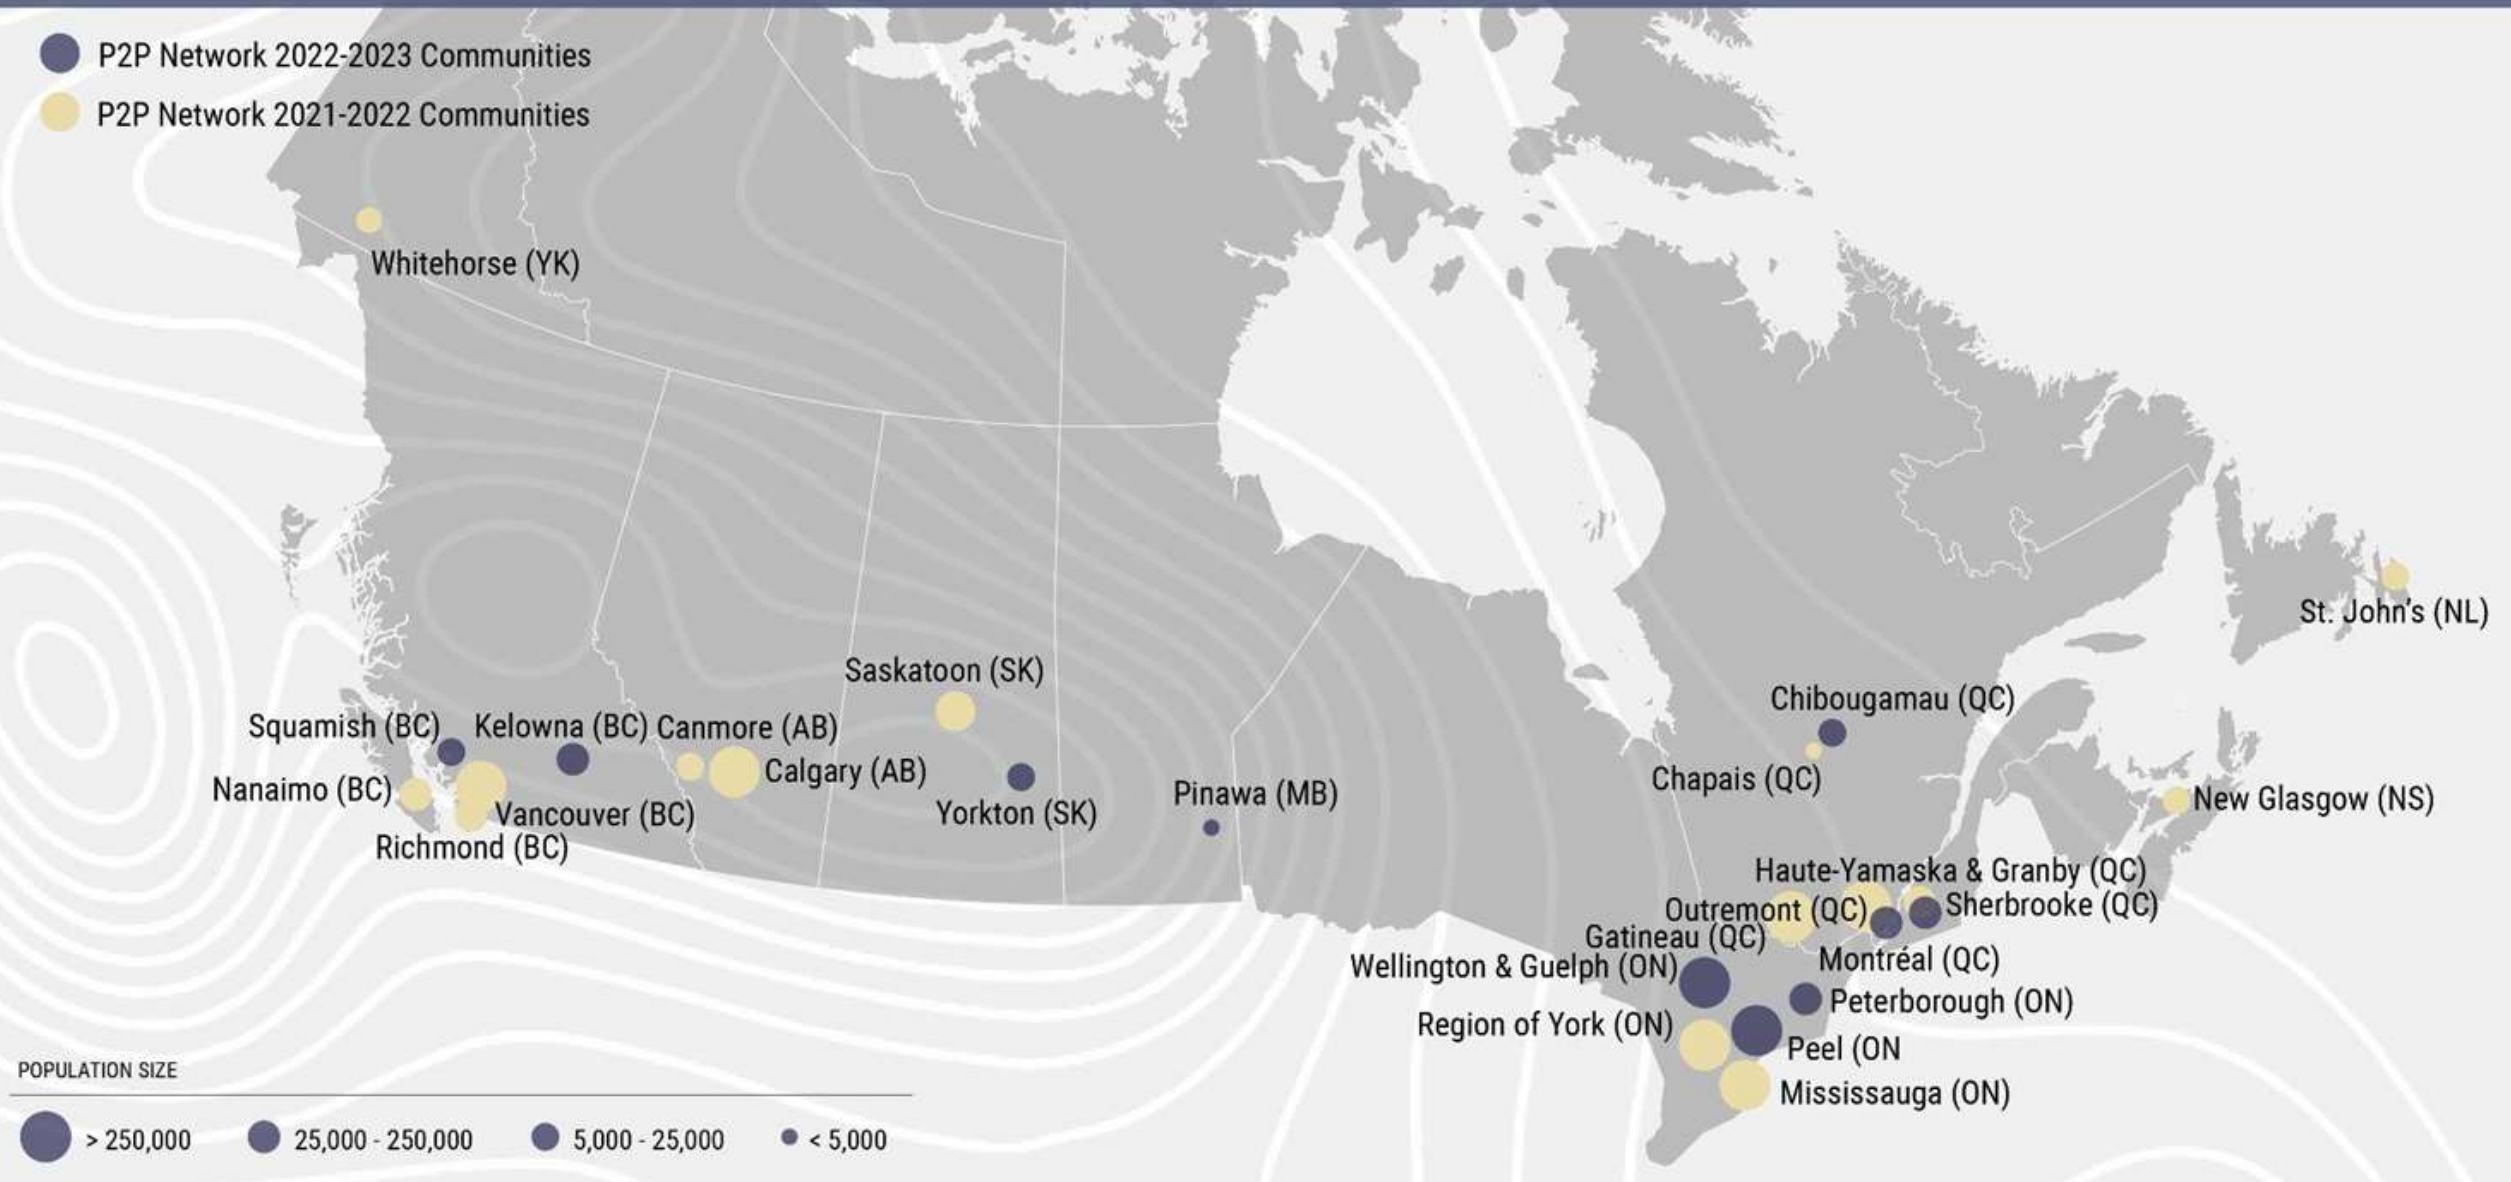 P2P Network 2022-2023 Communities
P2P Network 2021-2022 Communities
Whitehorse (YK)
St. John's (NL)
Saskatoon (SK)
Chibougamau (QC)
Squamish (BC)
Kelowna (BC)
Canmore (AB)
Calgary (AB)
Chapais (QC)
Nanaimo (BC)
Pinawa (MB)
New Glasgow (NS)
Vancouver (BC)
Yorkton (SK)
Richmond (BC)
Haute-Yamaska & Granby (QC)
Outremont (QC)
Sherbrooke (QC)
Gatineau (QC)
Wellington & Guelph (ON)
Montréal (QC)
Peterborough (ON)
Region of York (ON)
Peel (ON
Mississauga (ON)
POPULATION SIZE
> 250,000
25,000 - 250,000
5,000 - 25,000
< 5,000